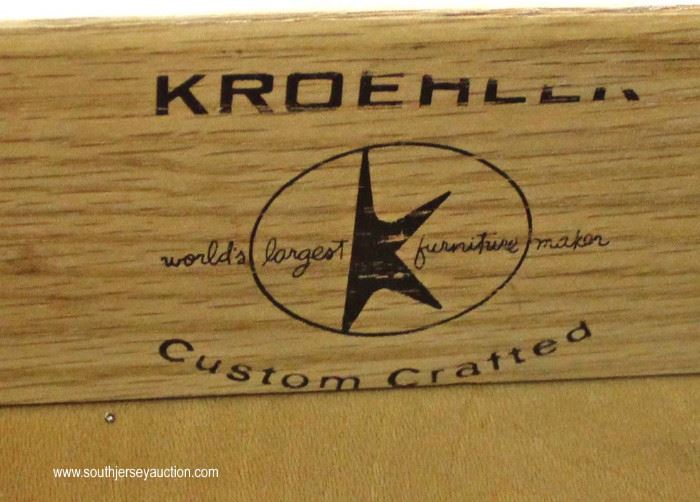 KROEHLER
world's largest K furniture maker
Custom Crafted
www.southjerseyauction.com